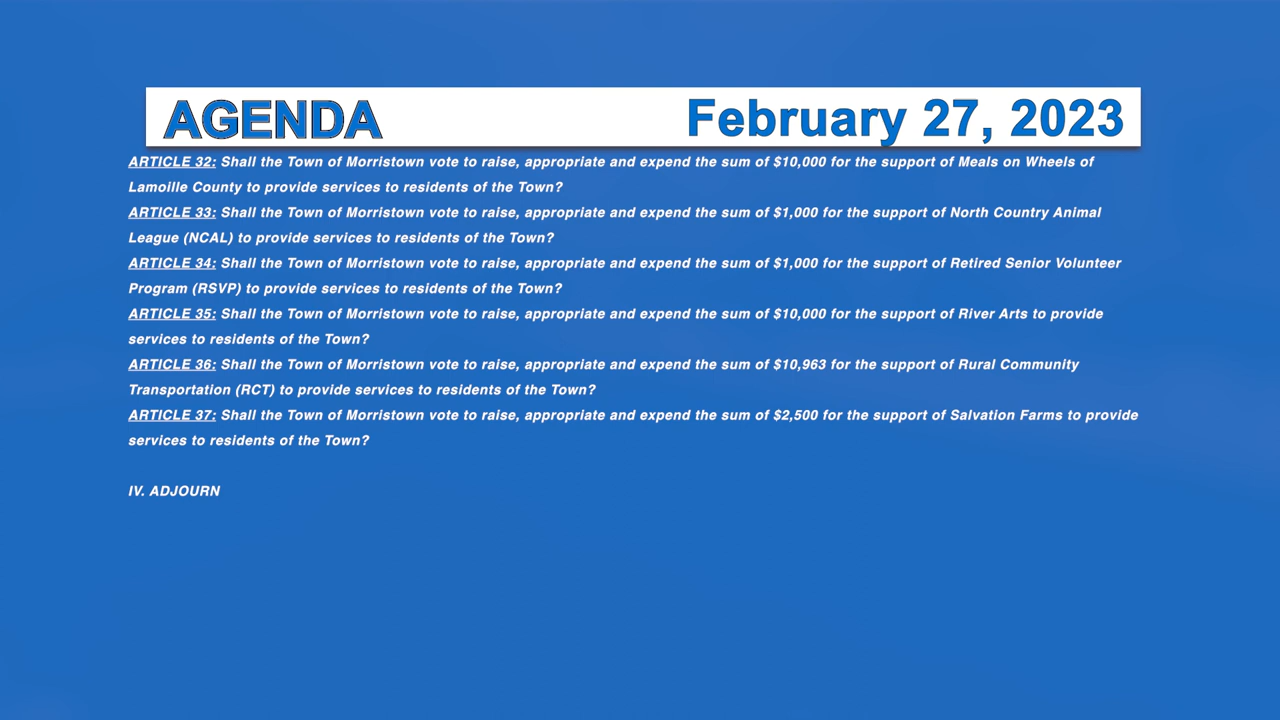 AGENDA February 27, 2023
ARTICLE 32: Shall the Town of Morristown vote to raise, appropriate and expend the sum of $10,000 for the support of Meals on Wheels of
Lamoille County to provide services to residents of the Town?
ARTICLE 33: Shall the Town of Morristown vote to raise, appropriate and expend the sum of $1,000 for the support of North Country Animal
League (NCAL) to provide services to residents of the Town?
ARTICLE 34: Shall the Town of Morristown vote to raise, appropriate and expend the sum of $1,000 for the support of Retired Senior Volunteer
Program (RSVP) to provide services to residents of the Town?
ARTICLE 35: Shall the Town of Morristown vote to raise, appropriate and expend the sum of $10,000 for the support of River Arts to provide
services to residents of the Town?
ARTICLE 36: Shall the Town of Morristown vote to raise, appropriate and expend the sum of $10,963 for the support of Rural Community
Transportation (RCT) to provide services to residents of the Town?
ARTICLE 37: Shall the Town of Morristown vote to raise, appropriate and expend the sum of $2,500 for the support of Salvation Farms to provide
services to residents of the Town?
IV. ADJOURN